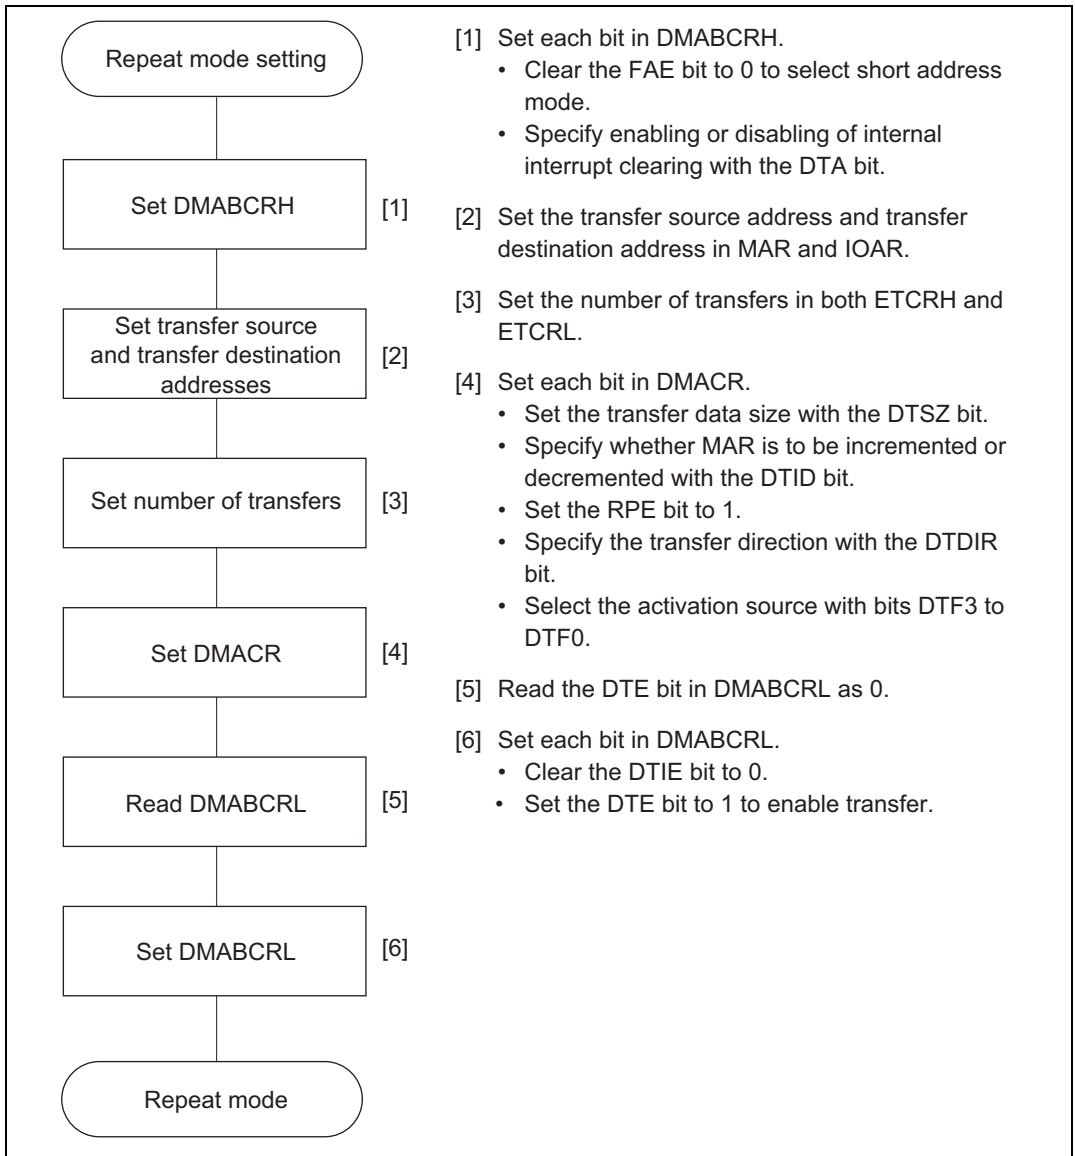 Repeat mode setting
Set DMABCRH [1]
Set transfer source
and transfer destination
addresses [2]
Set number of transfers [3]
Set DMACR [4]
Read DMABCRL [5]
Set DMABCRL [6]
Repeat mode
[1] Set each bit in DMABCRH.
• Clear the FAE bit to 0 to select short address
mode.
• Specify enabling or disabling of internal
interrupt clearing with the DTA bit.
[2] Set the transfer source address and transfer
destination address in MAR and IOAR.
[3] Set the number of transfers in both ETCRH and
ETCRL.
[4] Set each bit in DMACR.
• Set the transfer data size with the DTSZ bit.
• Specify whether MAR is to be incremented or
decremented with the DTID bit.
• Set the RPE bit to 1.
• Specify the transfer direction with the DTDIR
bit.
• Select the activation source with bits DTF3 to
DTF0.
[5] Read the DTE bit in DMABCRL as 0.
[6] Set each bit in DMABCRL.
• Clear the DTIE bit to 0.
• Set the DTE bit to 1 to enable transfer.